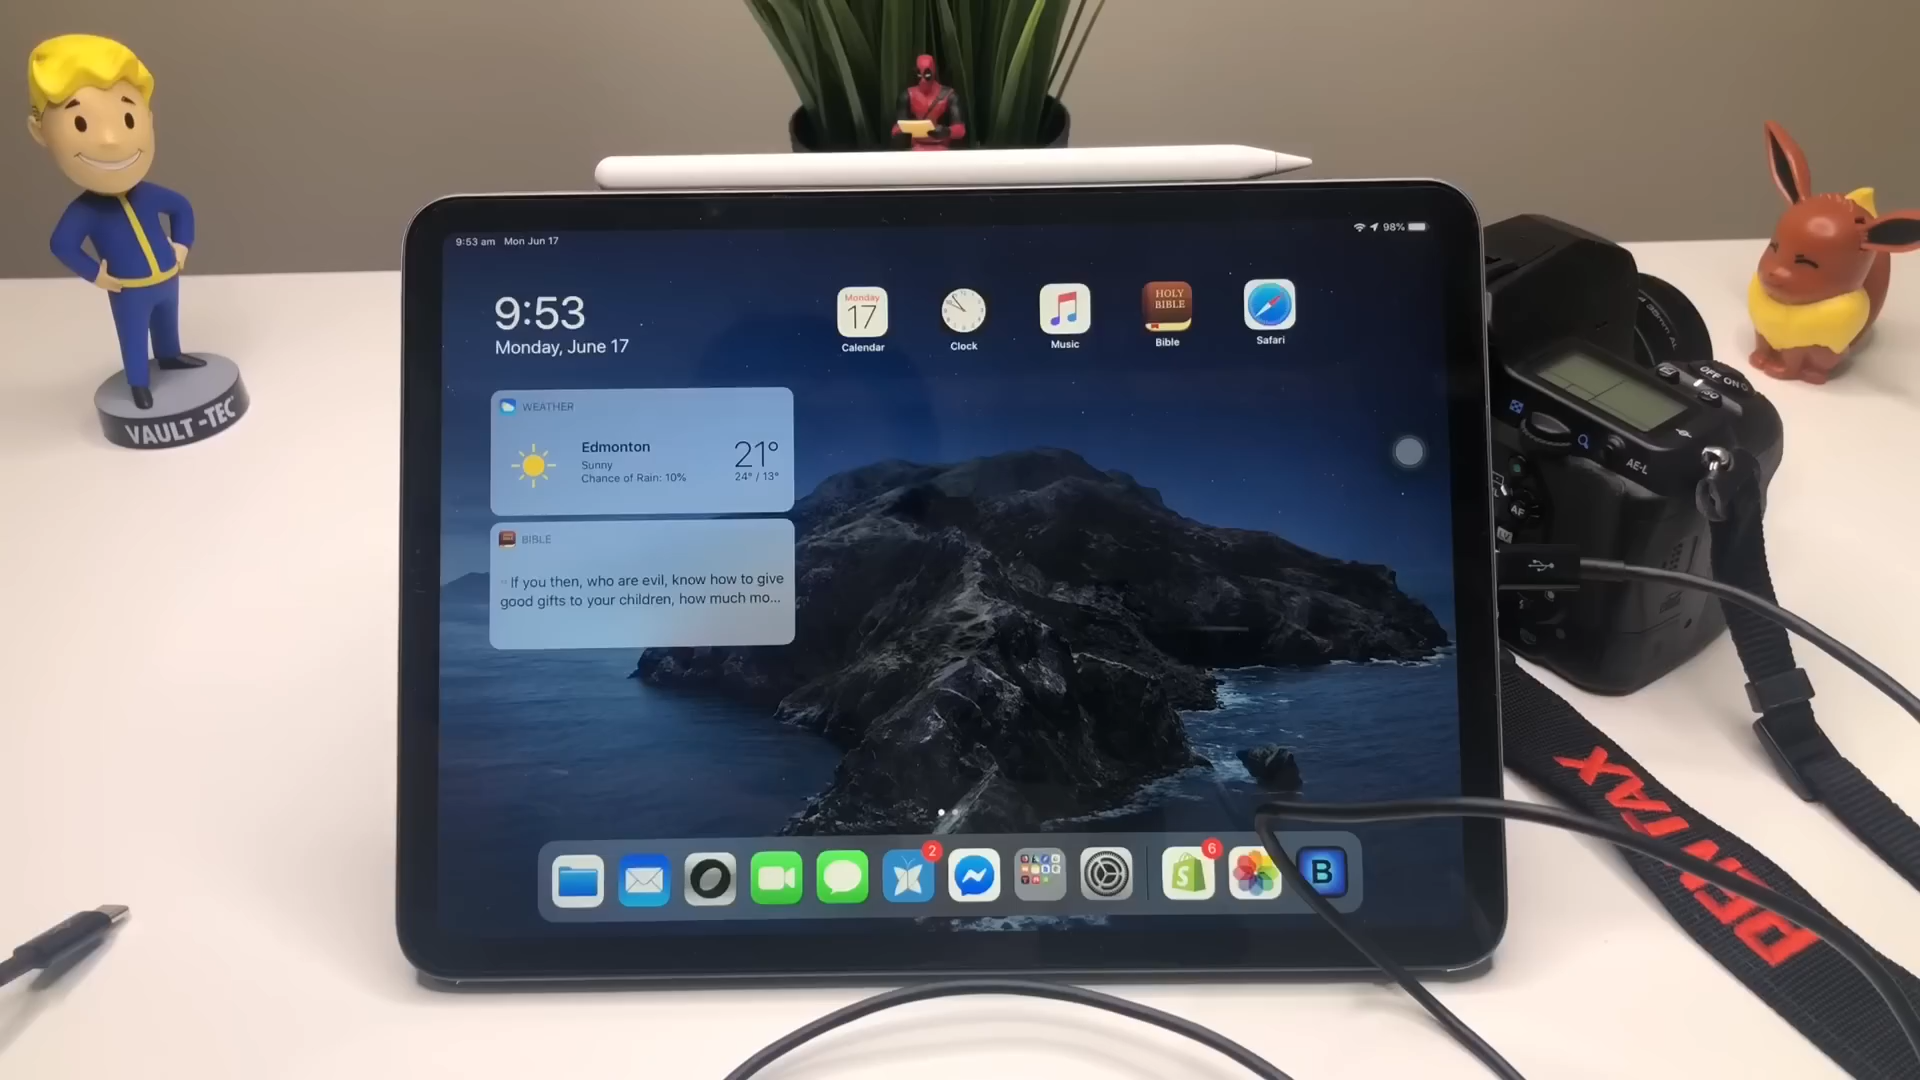 9:53 am Mon Jun 17
98%
9:53
Monday, June 17
Monday
17
Calendar
Clock
Music
HOLY
BIBLE
Bible
Safari
WEATHER
Edmonton
Sunny
Chance of Rain: 10%
21°
24° / 13°
BIBLE
If you then, who are evil, know how to give
good gifts to your children, how much mo...
2
6
B
VAULT-TEC
OFF ON
ISO
AE-L
AF
LV
PENTAX